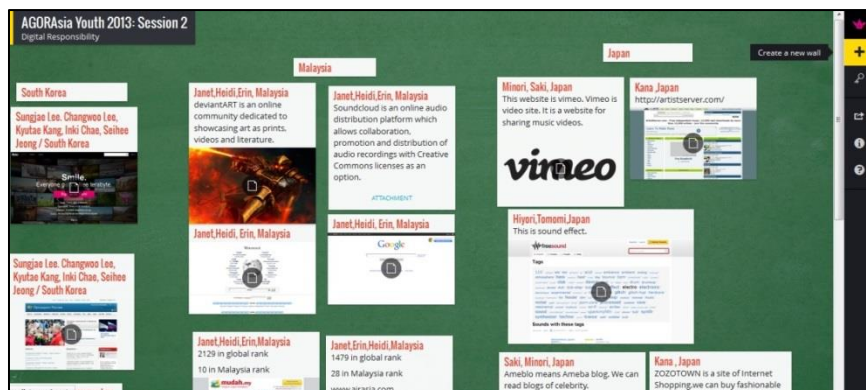 AGORAsia Youth 2013: Session 2
Digital Responsibility
Create a new wall
South Korea
Sungjae Lee. Changwoo Lee,
Kyutae Kang, Inki Chae, Seihee
Jeong / South Korea
Smile.
Sungjae Lee. Changwoo Lee,
Kyutae Kang, Inki Chae, Seihee
Jeong / South Korea
Malaysia
Janet,Heidi,Erin, Malaysia
deviantART is an online
community dedicated to
showcasing art as prints,
videos and literature.
Janet,Heidi,Erin, Malaysia
Soundcloud is an online audio
distribution platform which
allows collaboration,
promotion and distribution of
audio recordings with Creative
Commons licenses as an
option.
ATTACHMENT
Janet,Heidi,Erin, Malaysia
Janet,Heidi, Erin, Malaysia
Google
Janet,Heidi,Erin,Malaysia
2129 in global rank
10 in Malaysia rank
mudah.my
Janet,Erin,Heidi,Malaysia
1479 in global rank
28 in Malaysia rank
www.airasia.com
Japan
Minori, Saki, Japan
This website is vimeo. Vimeo is
video site. It is a website for
sharing music videos.
vimeo
Kana ,Japan
http://artistserver.com/
Hiyori,Tomomi,Japan
This is sound effect.
freesound
Tags
Sounds with these tags
Saki, Minori, Japan
Ameblo means Ameba blog. We can
read blogs of celebrity.
Kana , Japan
ZOZOTOWN is a site of Internet
Shopping.we can buy fashionable